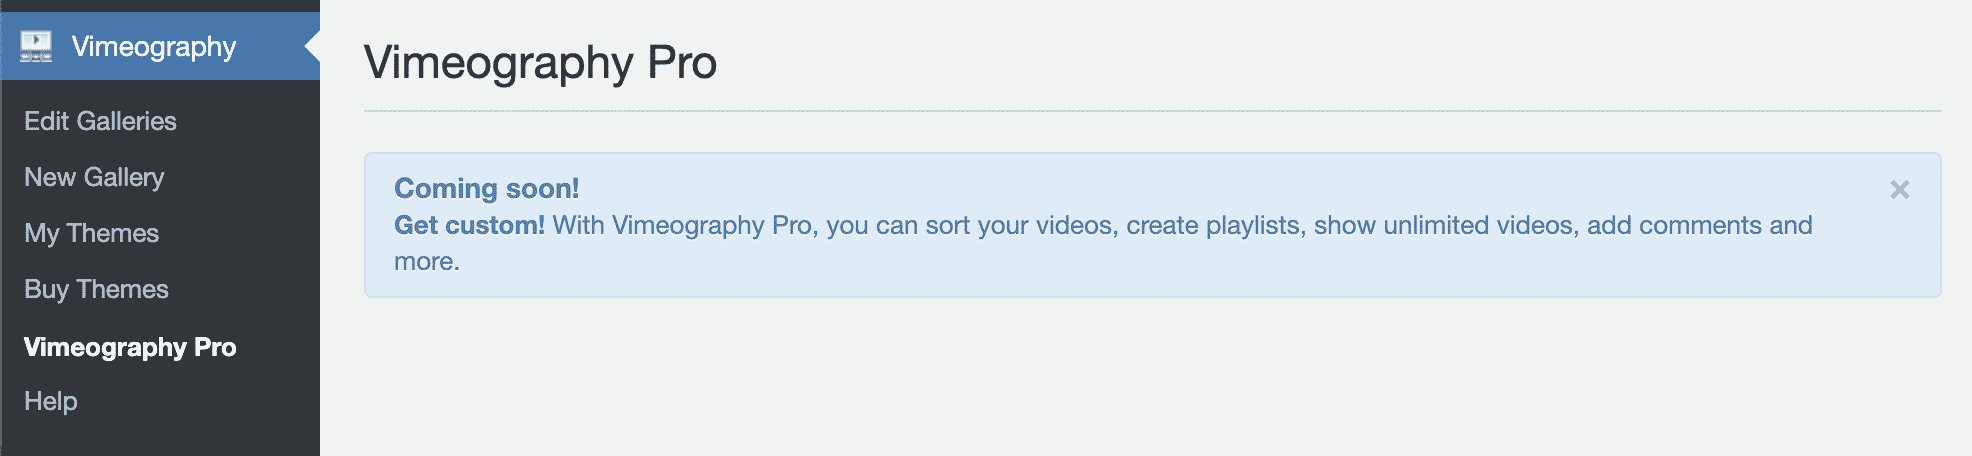 Vimeography
Edit Galleries
New Gallery
My Themes
Buy Themes
Vimeography Pro
Help
Vimeography Pro
Coming soon!
Get custom! With Vimeography Pro, you can sort your videos, create playlists, show unlimited videos, add comments and
more.
×